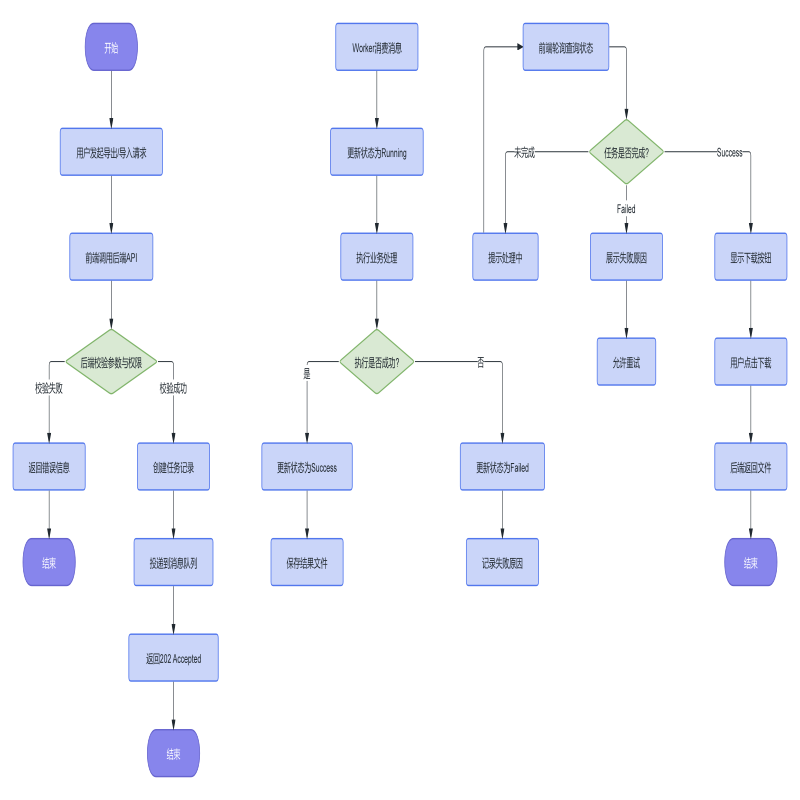 开始
用户发起导出/导入请求
前端调用后端API
后端校验参数与权限
校验失败
校验成功
返回错误信息
创建任务记录
结束
投递到消息队列
返回202 Accepted
结束
Worker消费消息
更新状态为Running
执行业务处理
执行是否成功?
是
否
更新状态为Success
更新状态为Failed
保存结果文件
记录失败原因
前端轮询查询状态
任务是否完成?
未完成
Failed
Success
提示处理中
展示失败原因
显示下载按钮
允许重试
用户点击下载
后端返回文件
结束